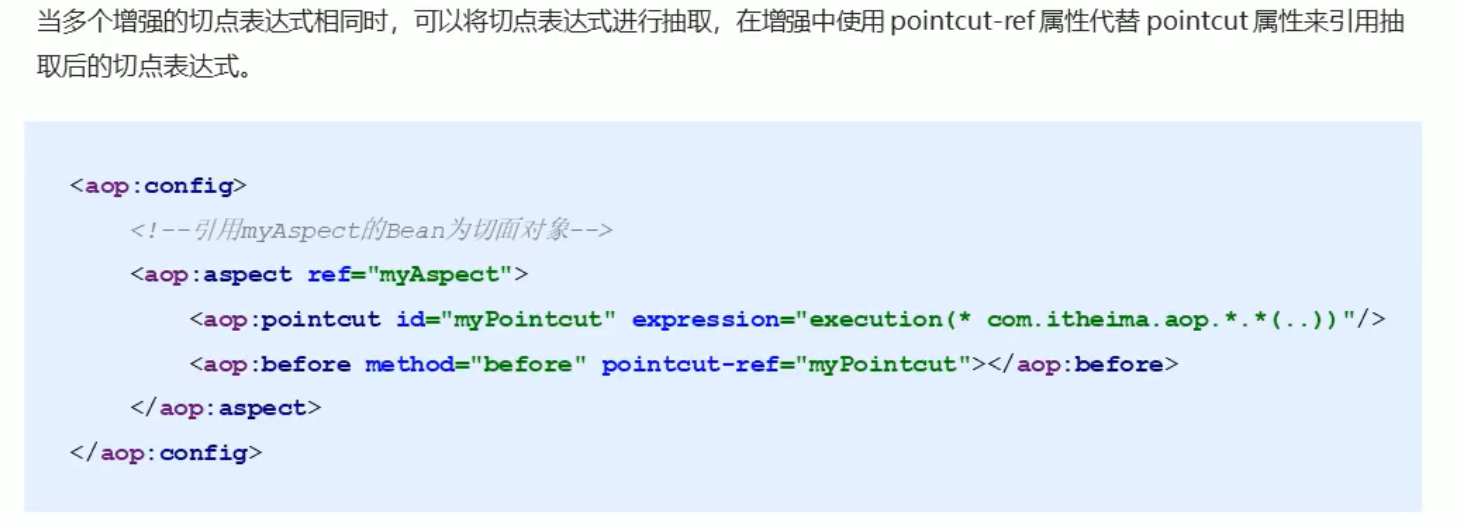 当多个增强的切点表达式相同时，可以将切点表达式进行抽取，在增强中使用 pointcut-ref 属性代替 pointcut 属性来引用抽
取后的切点表达式。
<aop:config>
<!--引用myAspect的Bean为切面对象-->
<aop:aspect ref="myAspect">
<aop:pointcut id="myPointcut" expression="execution(* com.itheima.aop.*.*(..))"/>
<aop:before method="before" pointcut-ref="myPointcut"></aop:before>
</aop:aspect>
</aop:config>